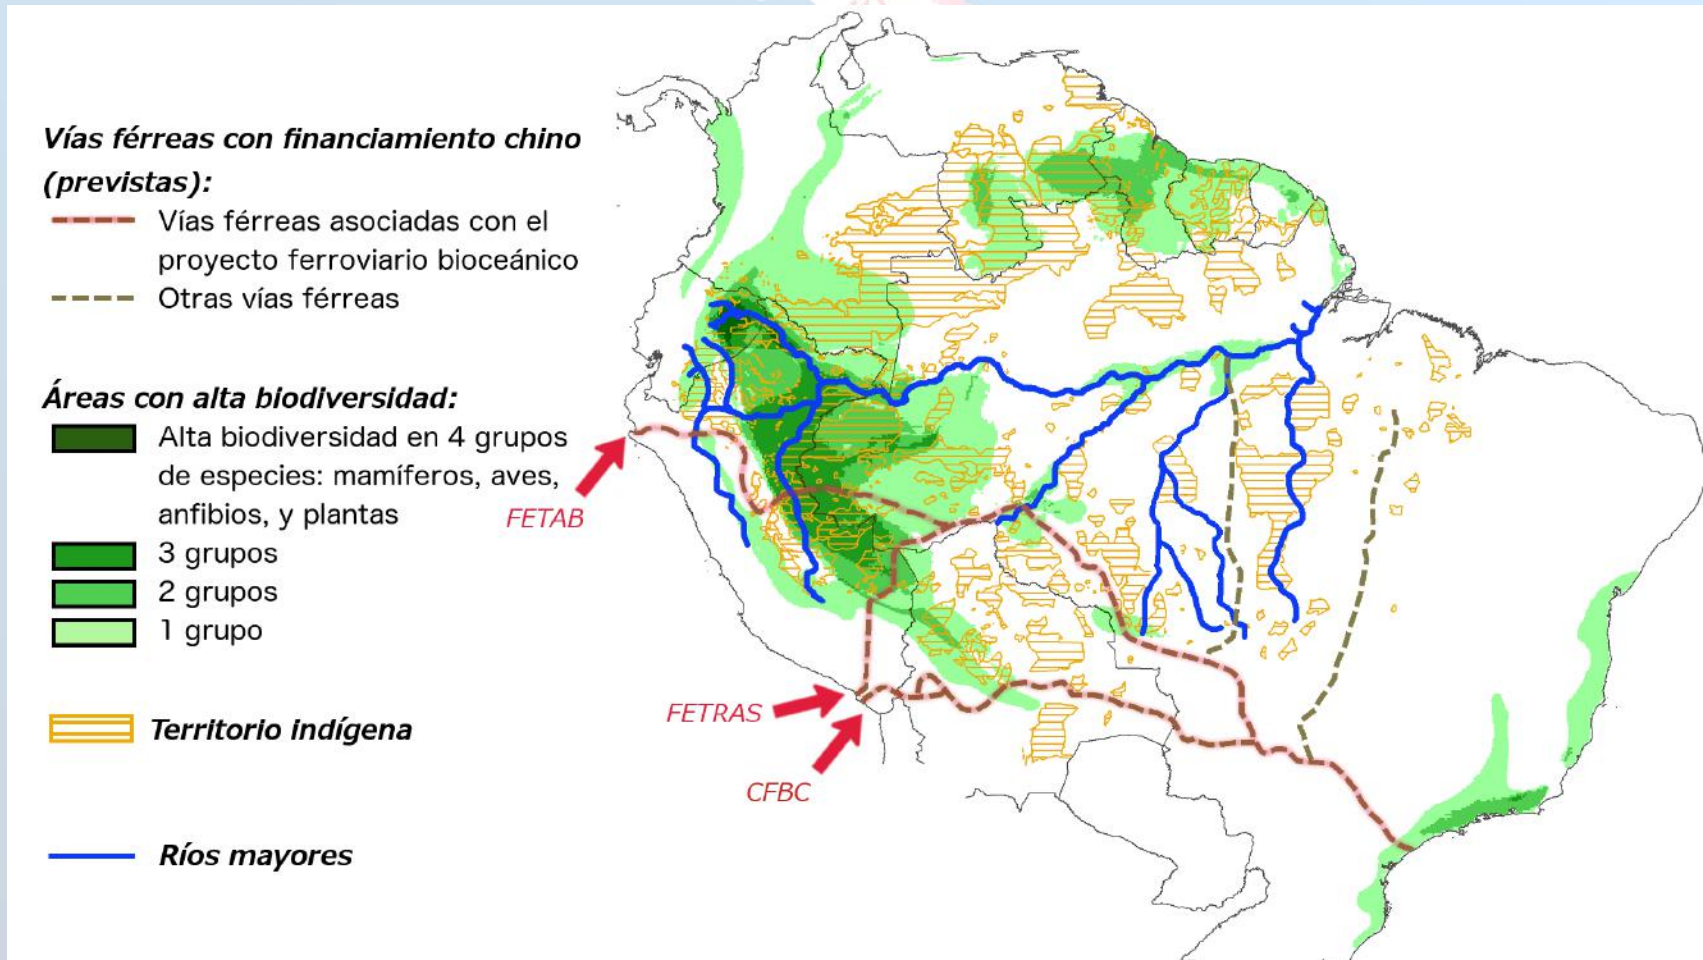 Vías férreas con financiamiento chino
(previstas):
Vías férreas asociadas con el
proyecto ferroviario bioceánico
Otras vías férreas
Áreas con alta biodiversidad:
Alta biodiversidad en 4 grupos
de especies: mamíferos, aves,
anfibios, y plantas
3 grupos
2 grupos
1 grupo
Territorio indígena
Ríos mayores
FETAB
FETRAS
CFBC